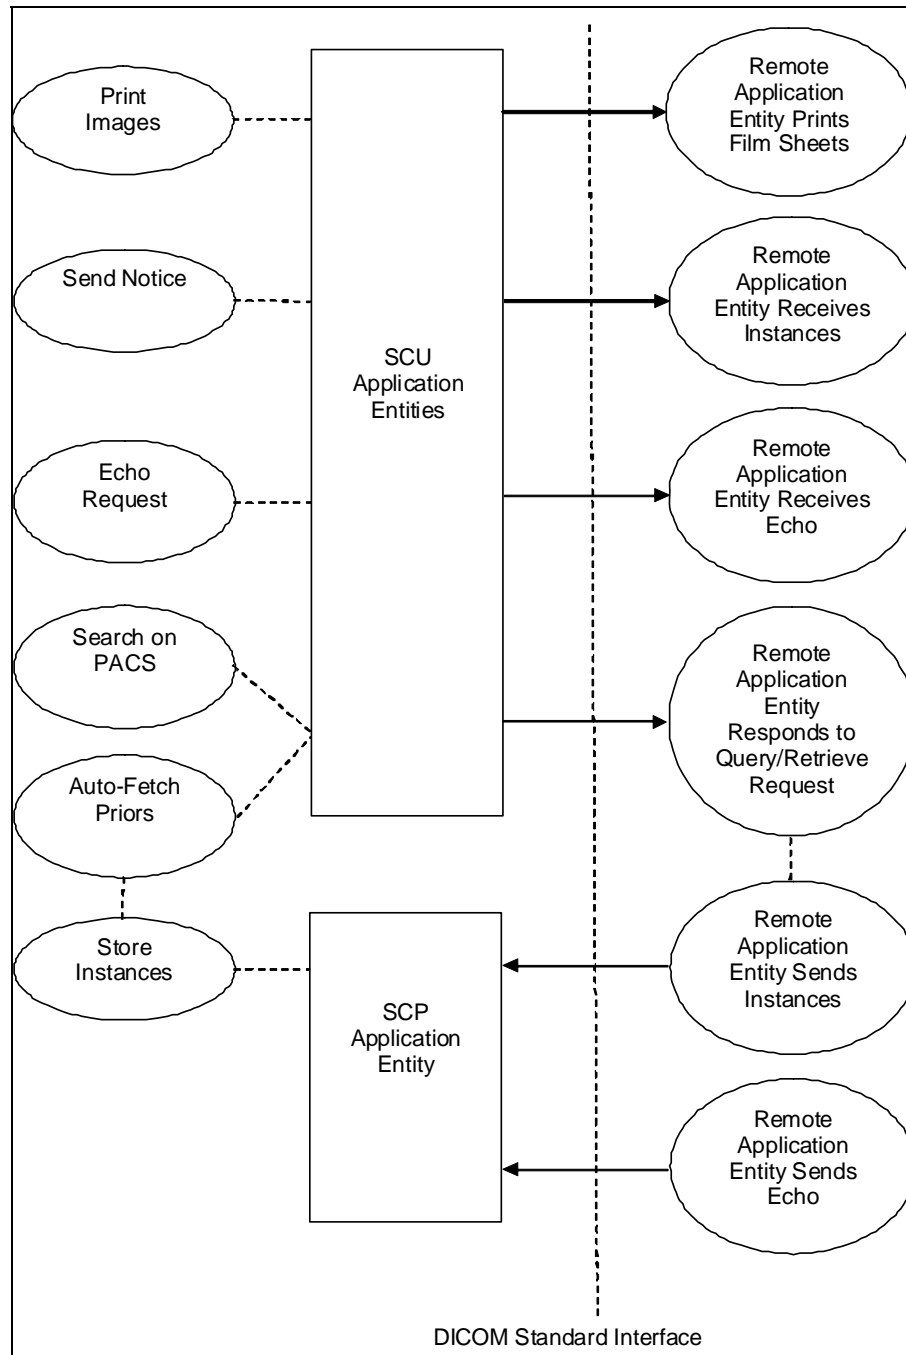 Print
Images
Remote
Application
Entity Prints
Film Sheets
Send Notice
Remote
Application
Entity Receives
Instances
SCU
Application
Entities
Echo
Request
Remote
Application
Entity Receives
Echo
Search on
PACS
Remote
Application
Entity
Responds to
Query/Retrieve
Request
Auto-Fetch
Priors
Store
Instances
Remote
Application
Entity Sends
Instances
SCP
Application
Entity
Remote
Application
Entity Sends
Echo
DICOM Standard Interface